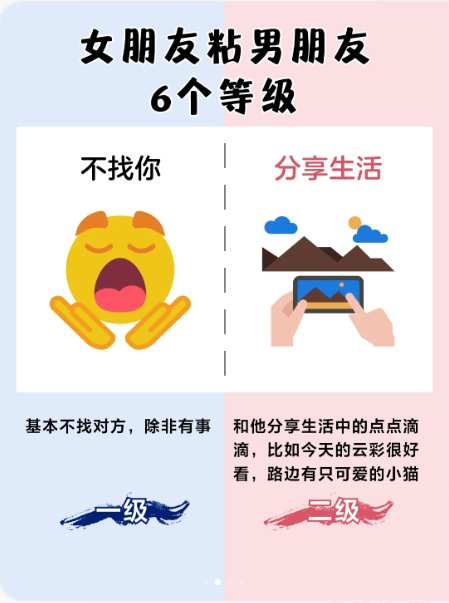 女朋友粘男朋友
6个等级
不找你
分享生活
基本不找对方，除非有事
和他分享生活中的点点滴
滴，比如今天的云彩很好
看，路边有只可爱的小猫
一级
二级